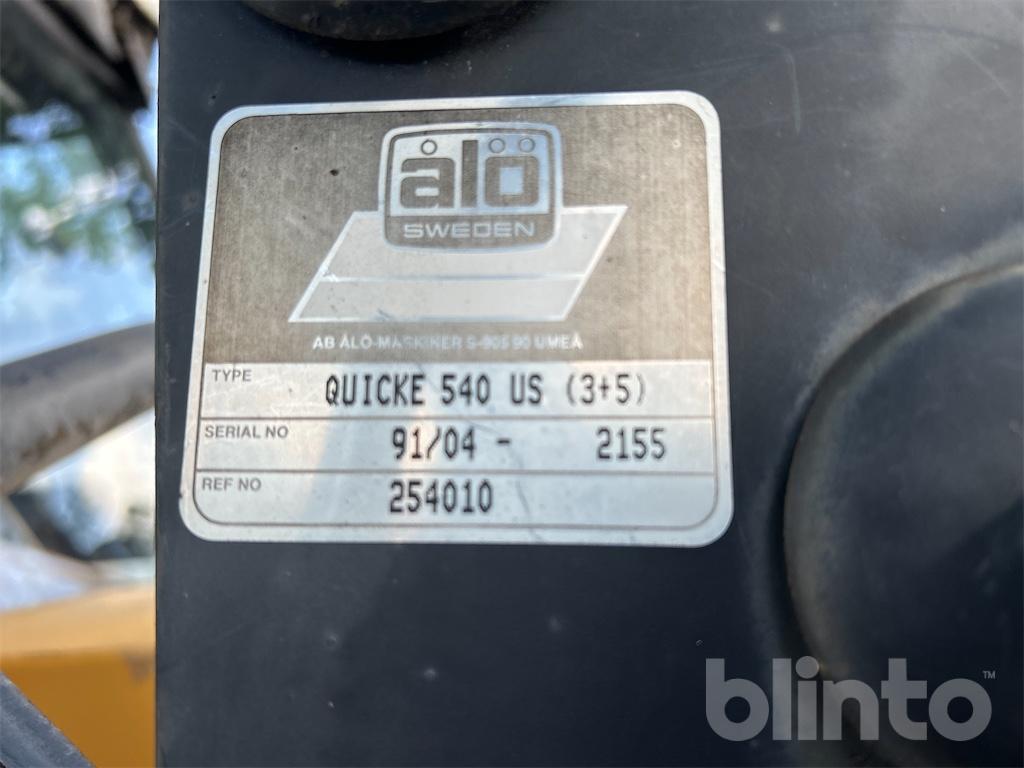 ålö
SWEDEN
AB ÅLÖ-MASKINER S-905 90 UMEÅ
TYPE QUICKE 540 US (3+5)
SERIAL NO 91/04 - 2155
REF NO 254010
blinto™